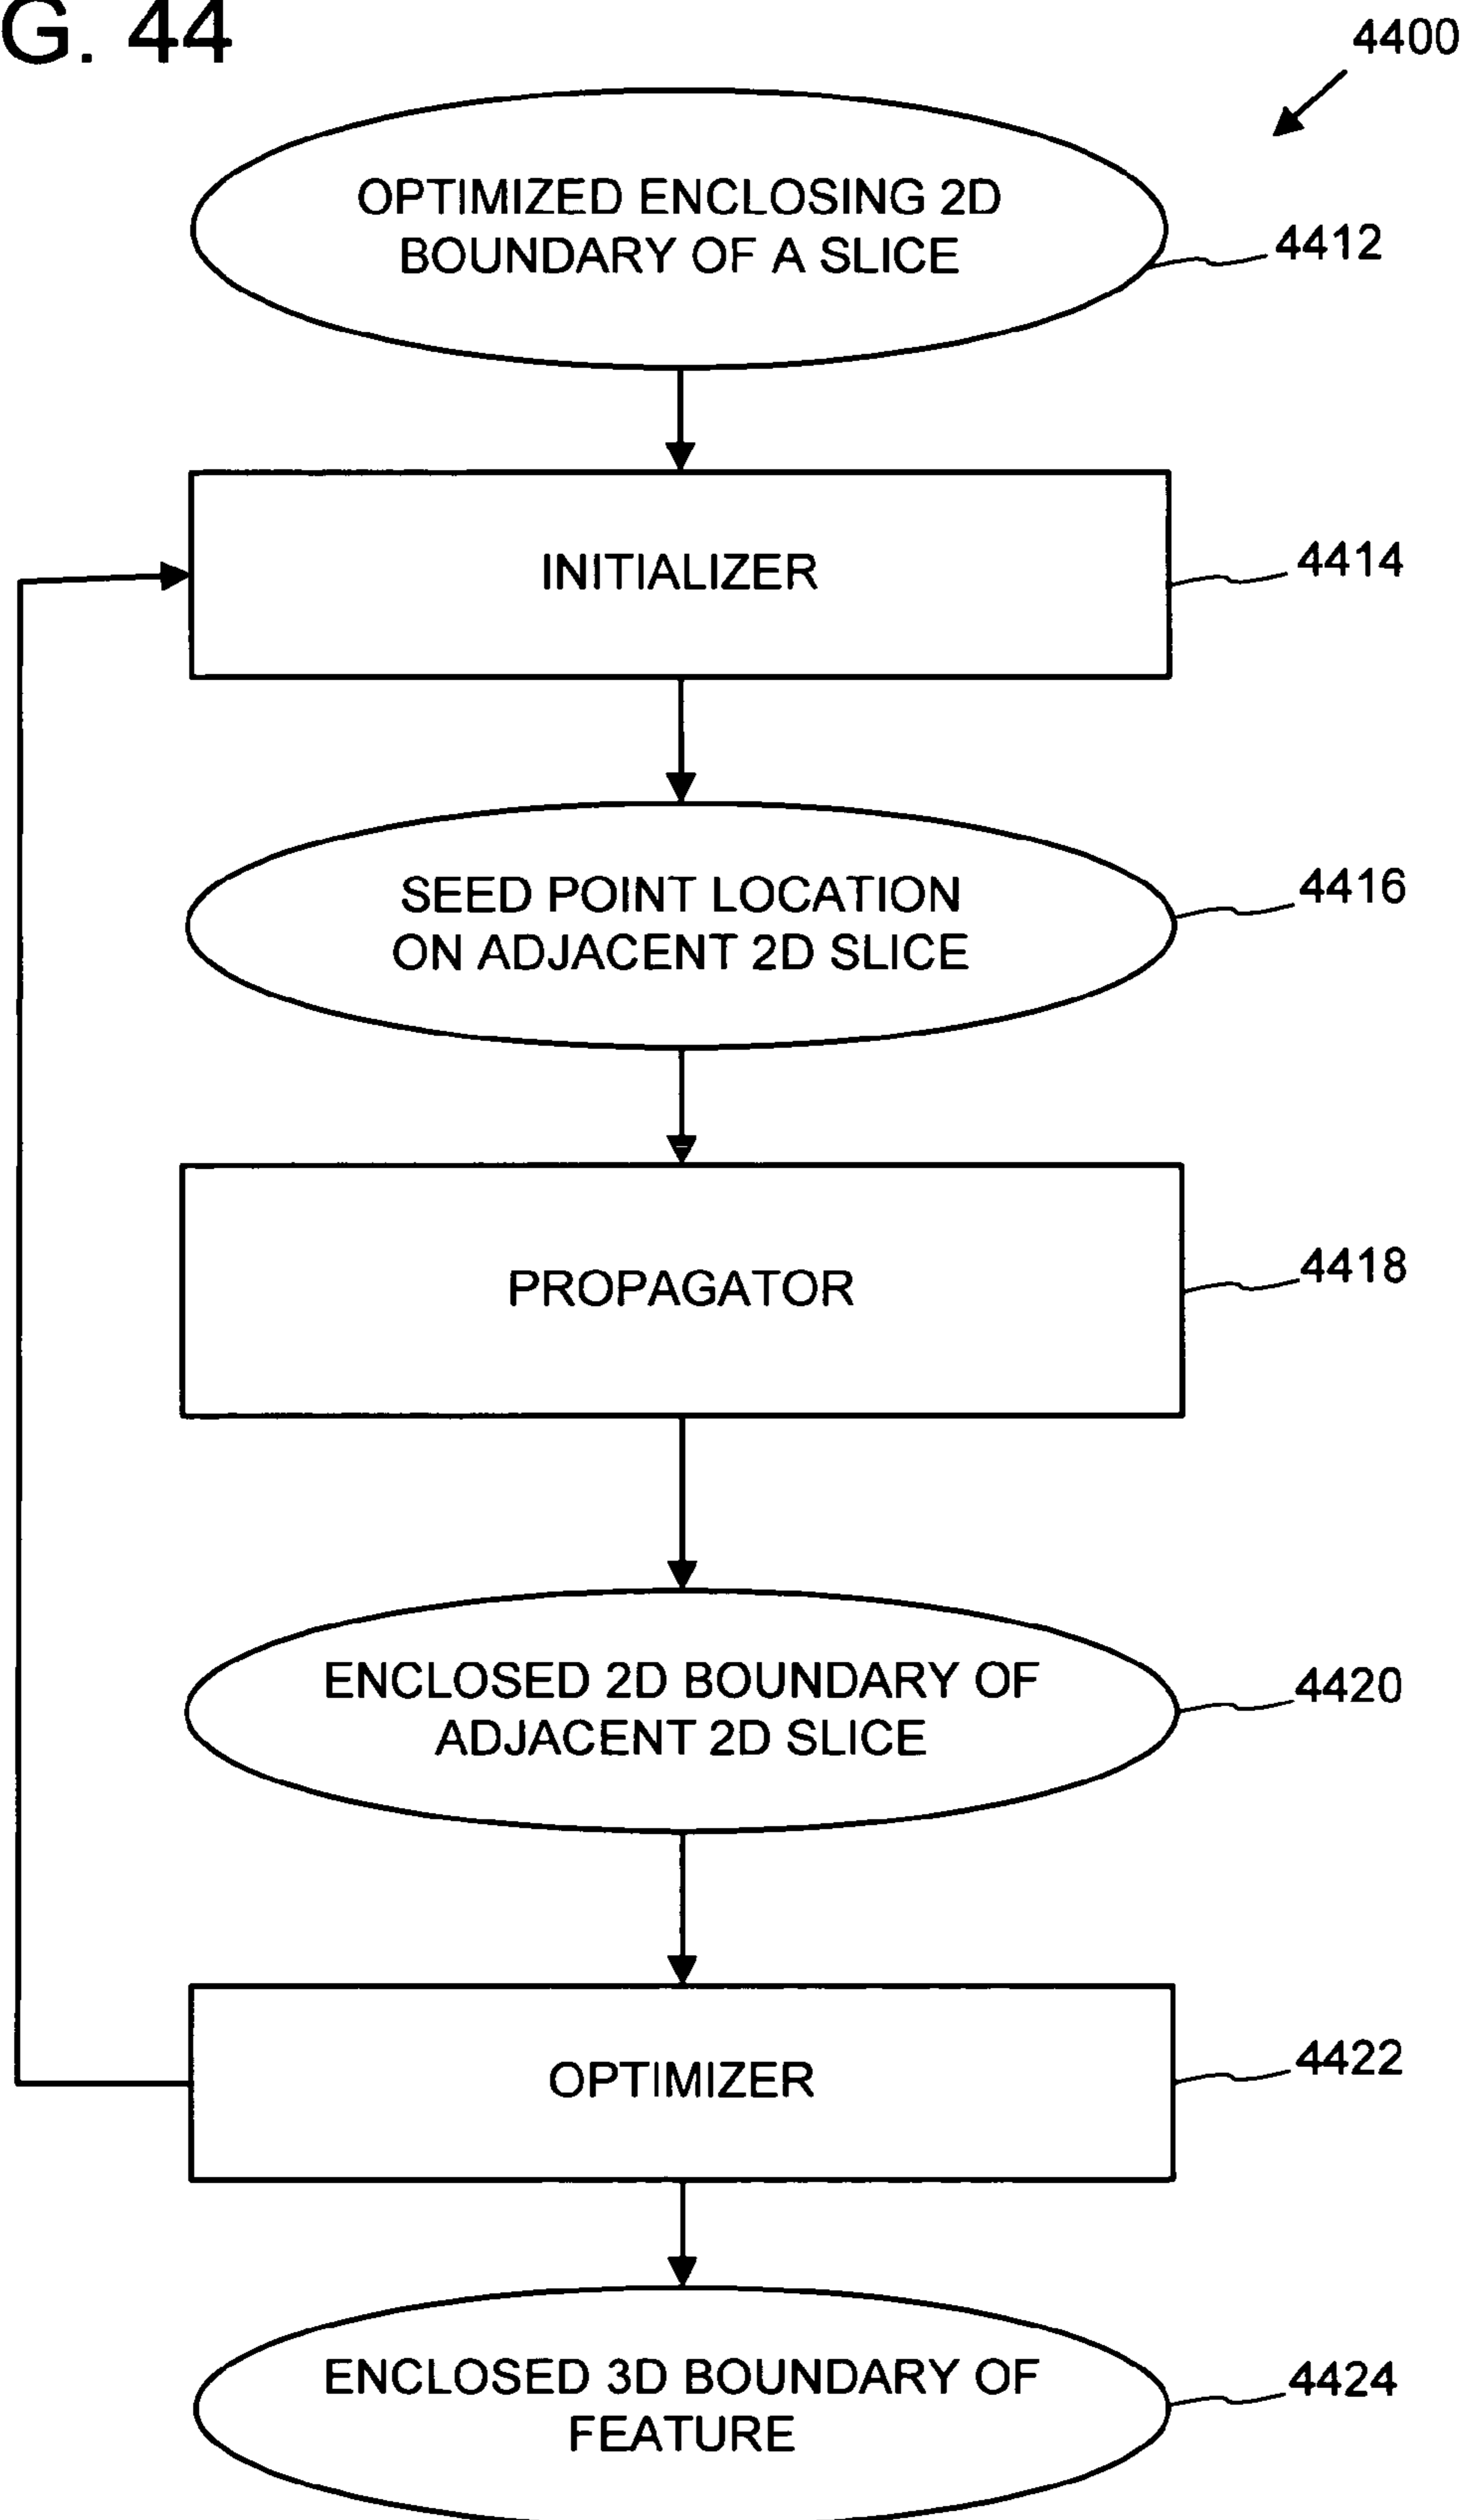 G. 44
4400
OPTIMIZED ENCLOSING 2D
BOUNDARY OF A SLICE
4412
INITIALIZER
4414
SEED POINT LOCATION
ON ADJACENT 2D SLICE
4416
PROPAGATOR
4418
ENCLOSED 2D BOUNDARY OF
ADJACENT 2D SLICE
4420
OPTIMIZER
4422
ENCLOSED 3D BOUNDARY OF
FEATURE
4424